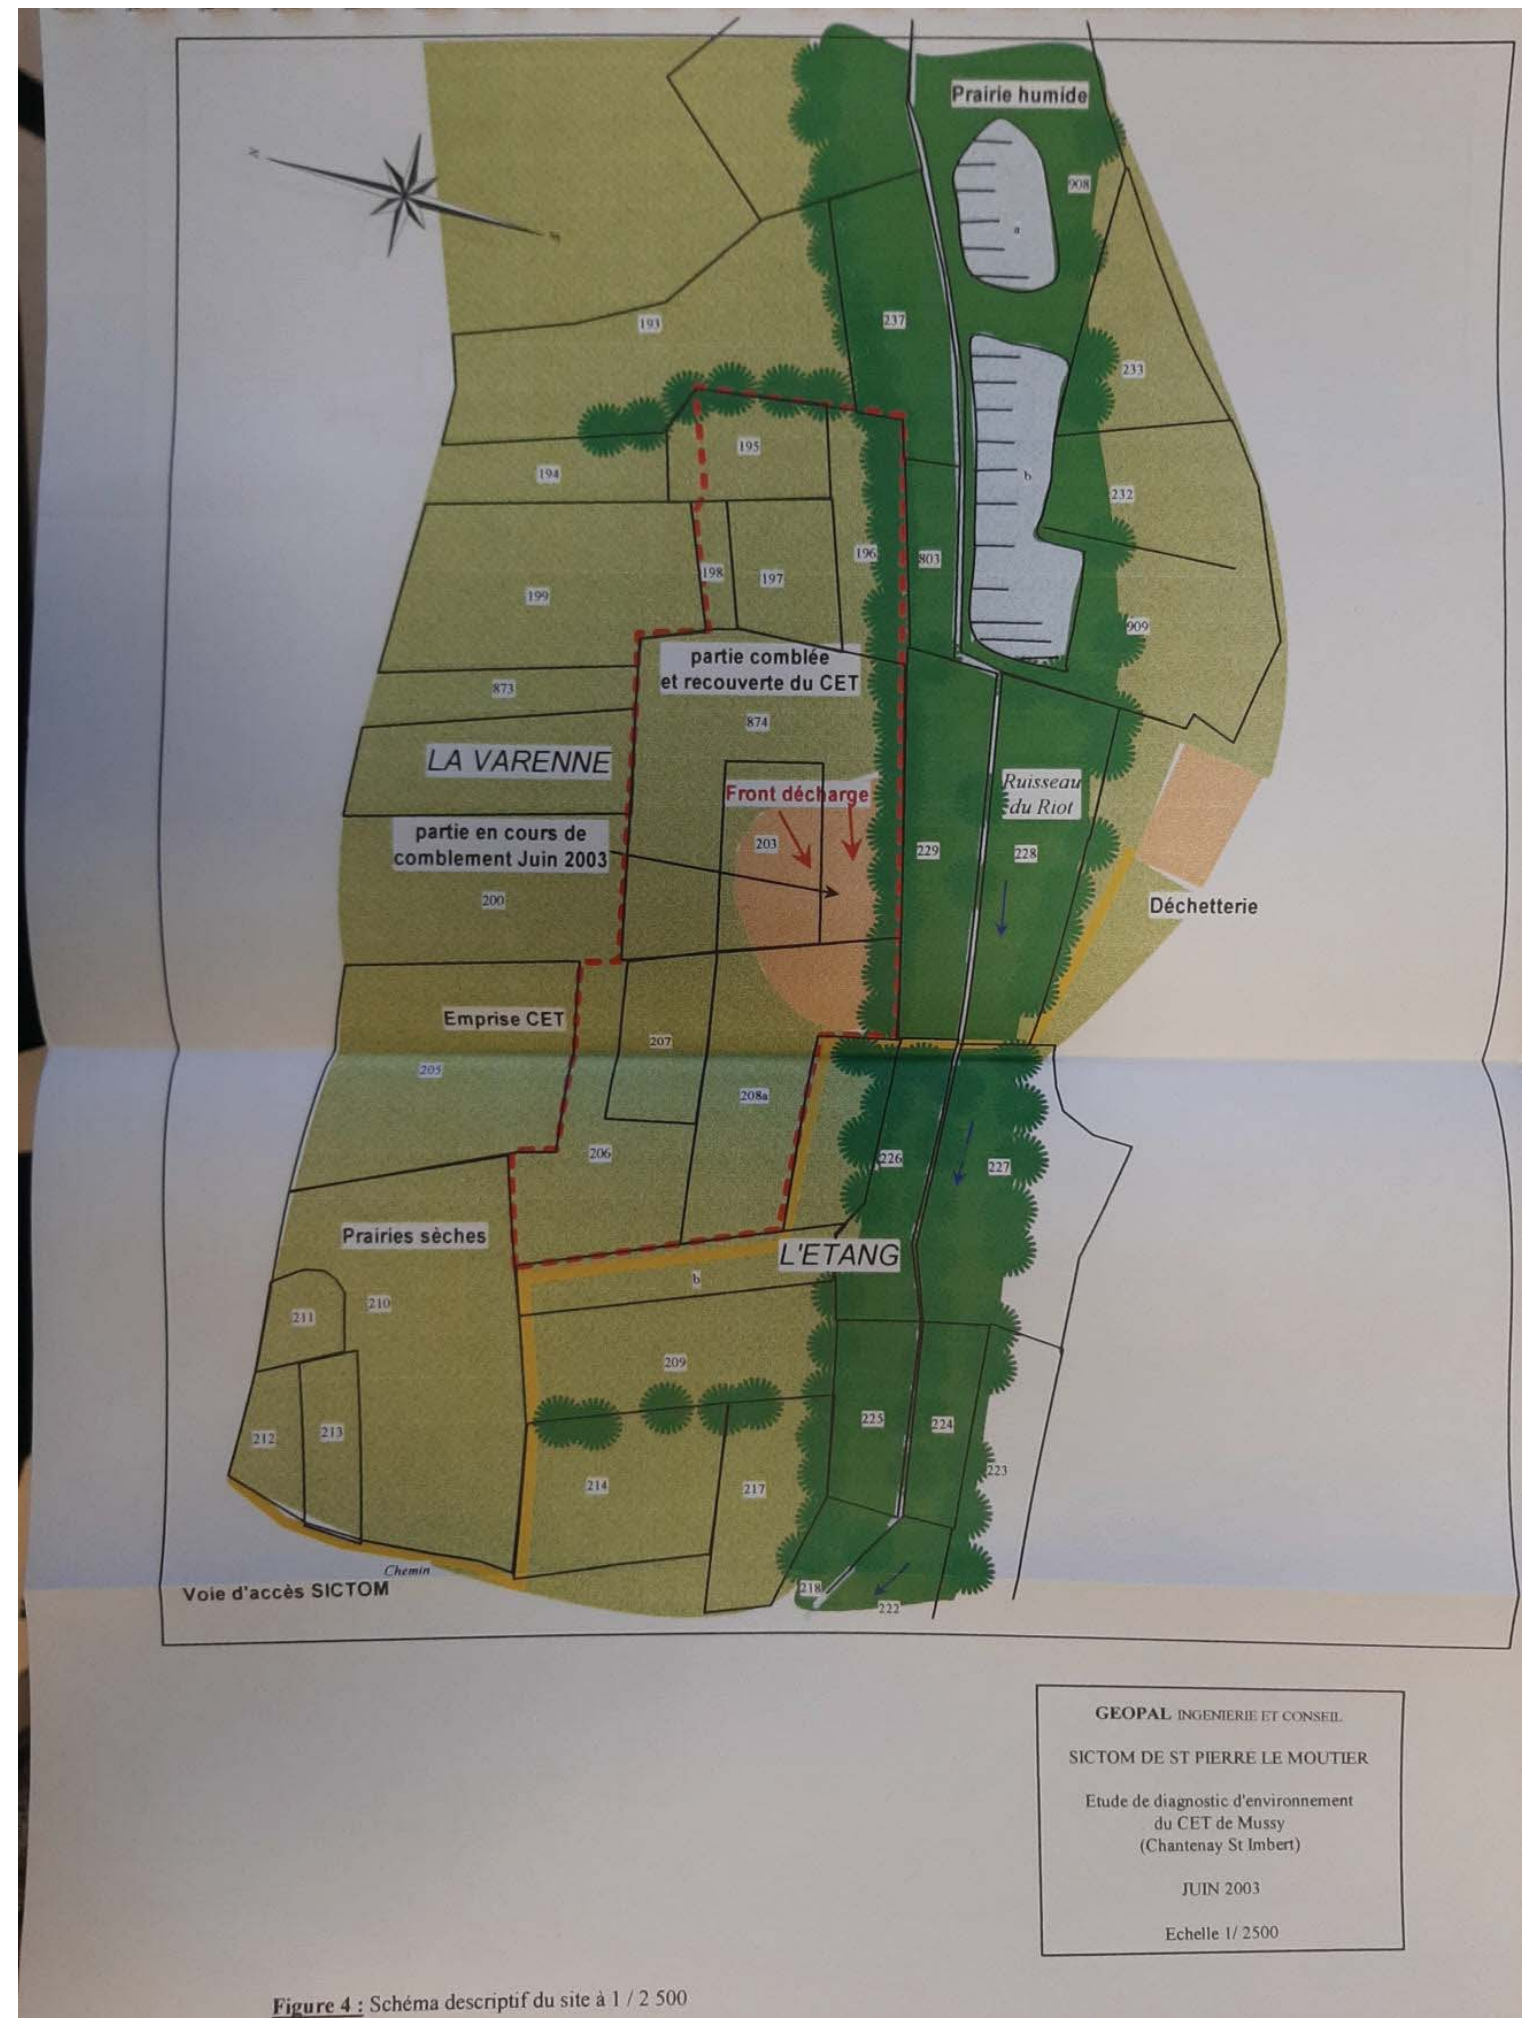 Prairie humide
908
N
a
237
193
233
195
194
b
232
196
803
198
197
199
909
partie comblée
et recouverte du CET
873
874
LA VARENNE
Ruisseau
du Riot
Front décharge
partie en cours de
comblement Juin 2003
203
229
228
200
Déchetterie
Emprise CET
207
205
208a
206
226
227
Prairies sèches
L'ETANG
b
211
210
209
212
213
225
224
223
214
217
Chemin
Voie d'accès SICTOM
218
222
GEOPAL INGENIERIE ET CONSEIL
SICTOM DE ST PIERRE LE MOUTIER
Etude de diagnostic d'environnement
du CET de Mussy
(Chantenay St Imbert)
JUIN 2003
Echelle 1/ 2500
Figure 4 : Schéma descriptif du site à 1 / 2 500